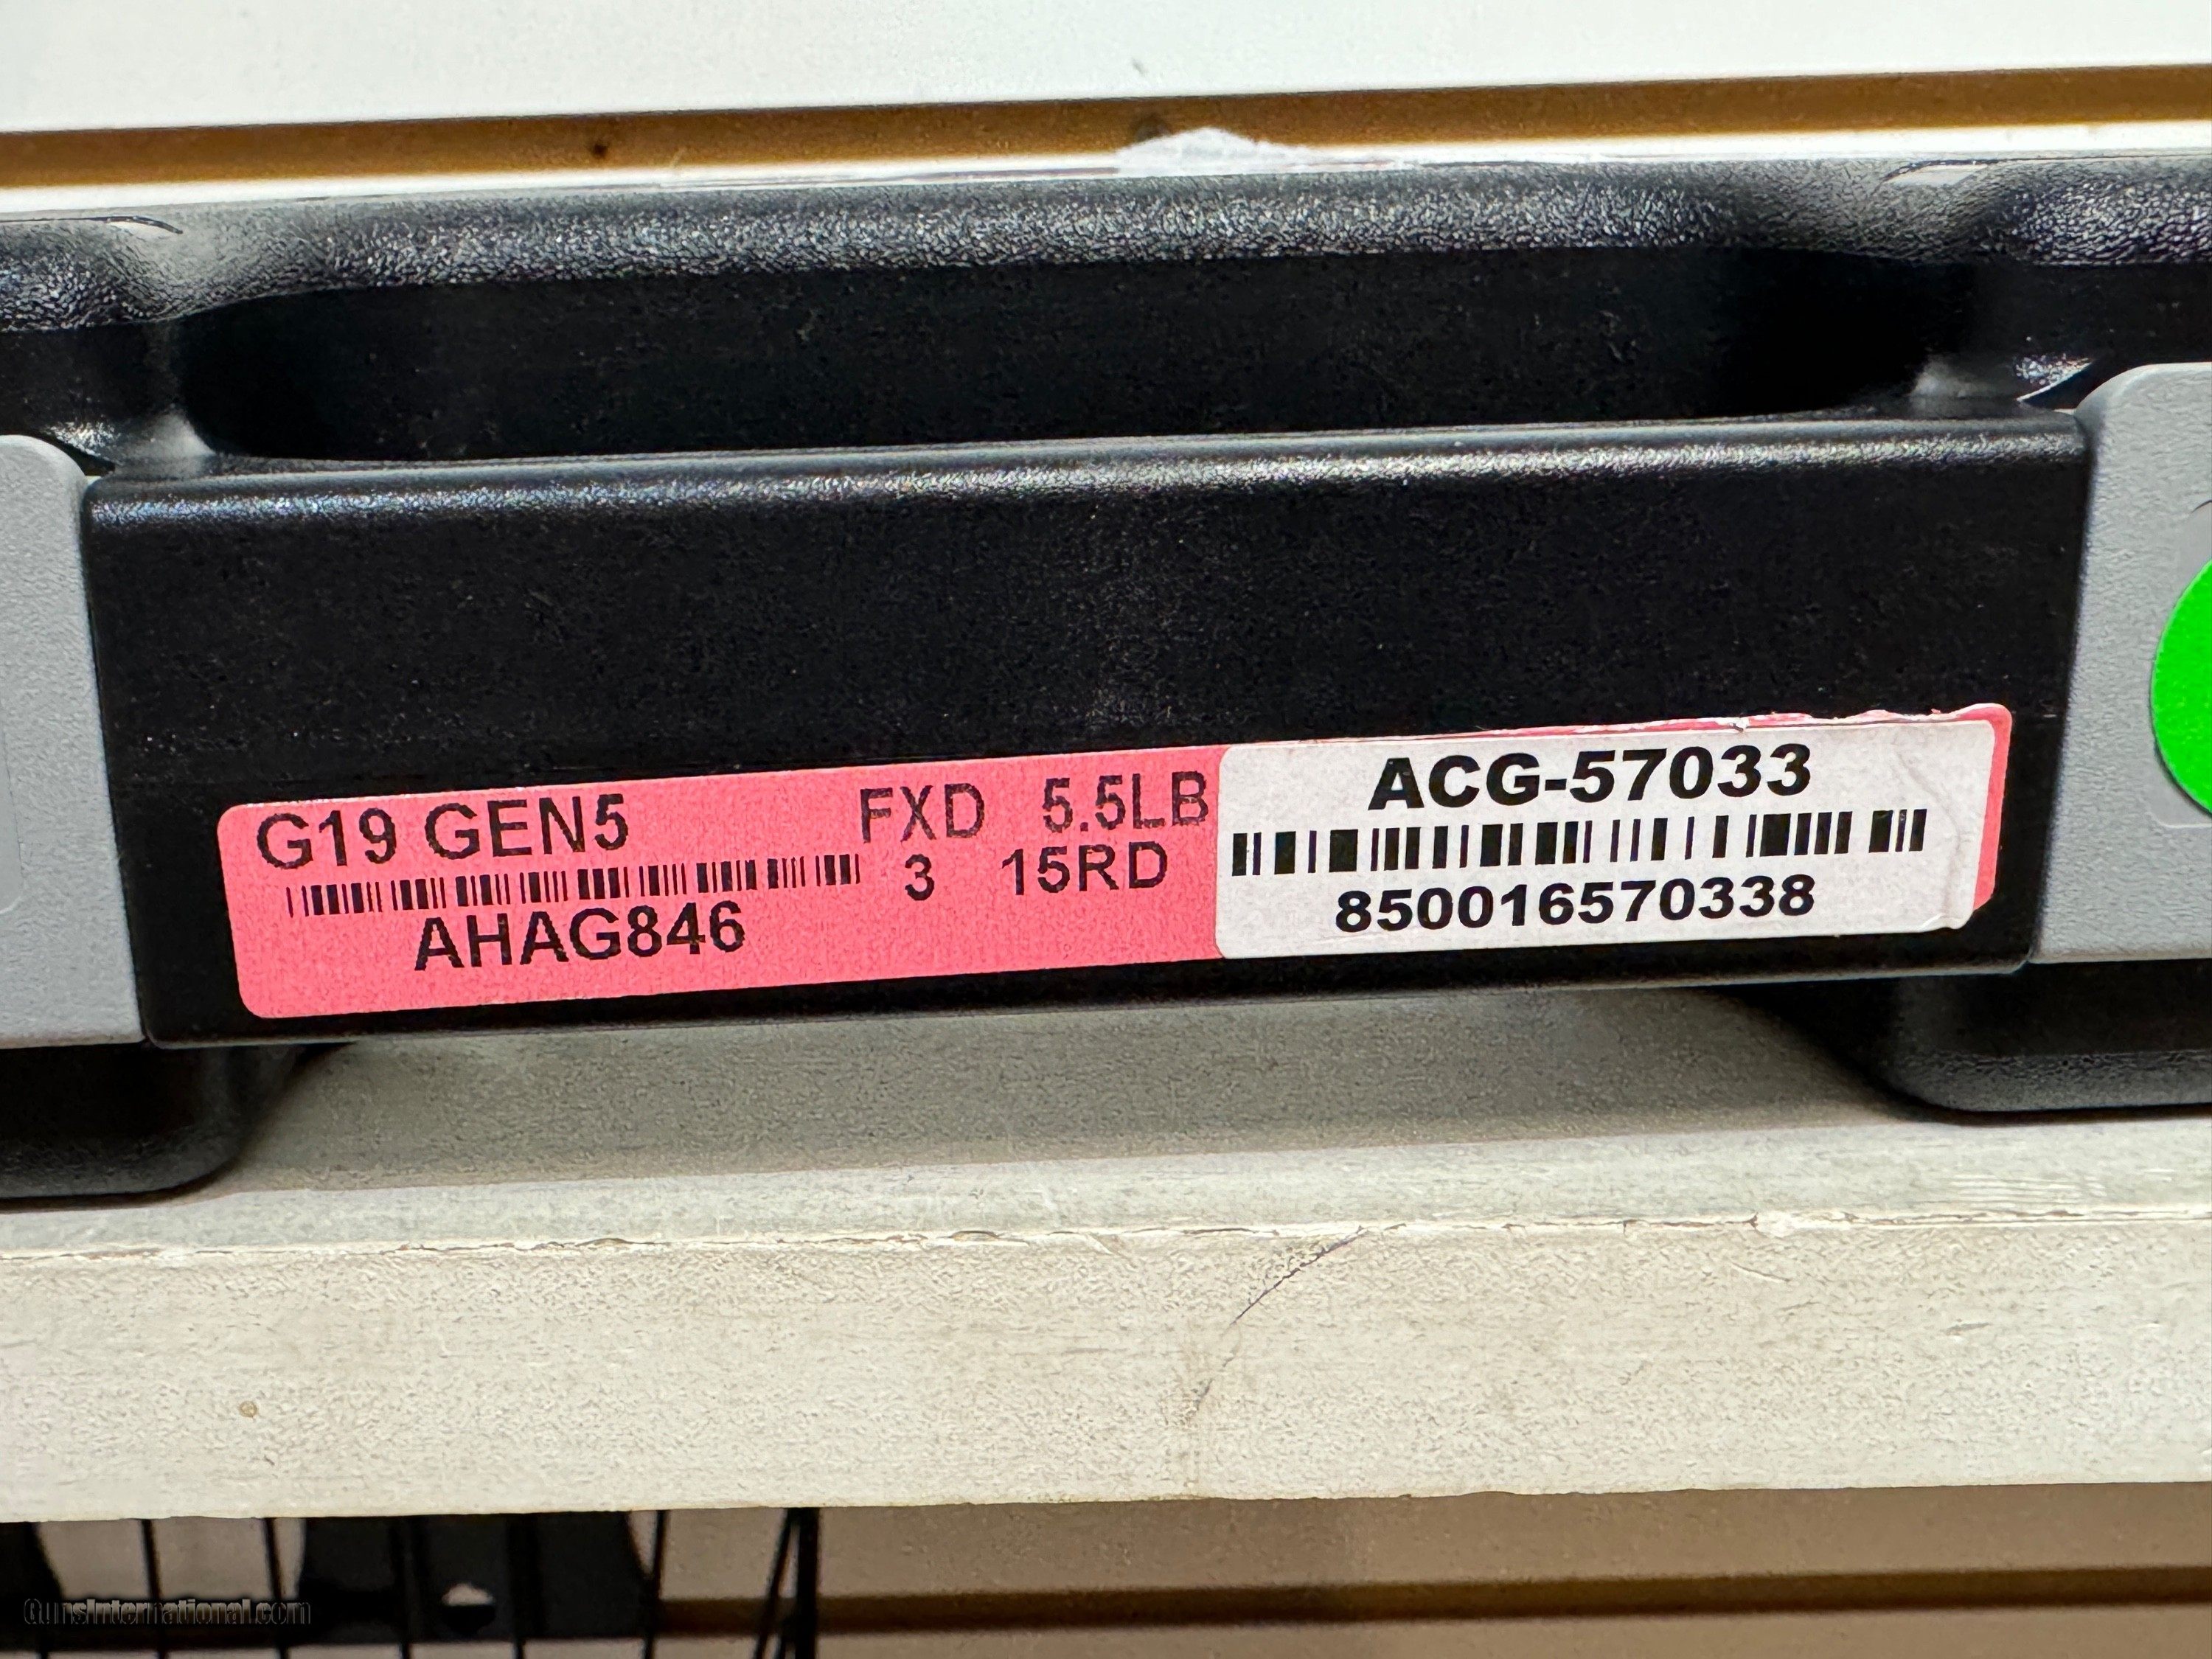 G19 GEN5 FXD 5.5LB
3 15RD
AHAG846
ACG-57033
850016570338
GunsInternational.com